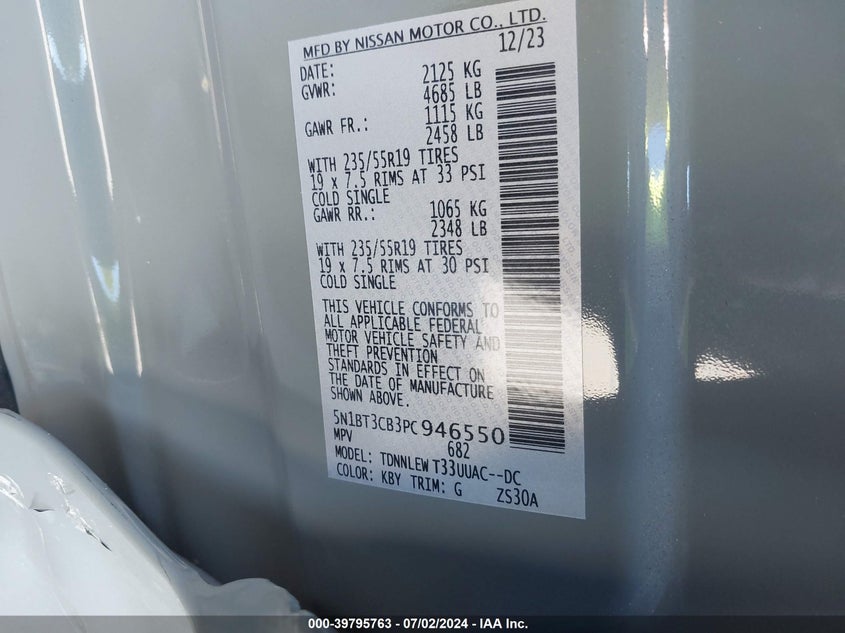 MFD BY NISSAN MOTOR CO., LTD.
DATE: 12/23
GVWR: 2125 KG
4685 LB
GAWR FR.: 1115 KG
2458 LB
WITH 235/55R19 TIRES
19 x 7.5 RIMS AT 33 PSI
COLD SINGLE
GAWR RR.: 1065 KG
2348 LB
WITH 235/55R19 TIRES
19 x 7.5 RIMS AT 30 PSI
COLD SINGLE
THIS VEHICLE CONFORMS TO
ALL APPLICABLE FEDERAL
MOTOR VEHICLE SAFETY AND
THEFT PREVENTION
STANDARDS IN EFFECT ON
THE DATE OF MANUFACTURE
SHOWN ABOVE.
5N1BT3CB3PC946550
MPV 682
MODEL: TDNNLEW T33UUAC--DC
COLOR: KBY TRIM: G ZS30A
000-39795763 - 07/02/2024 - IAA Inc.